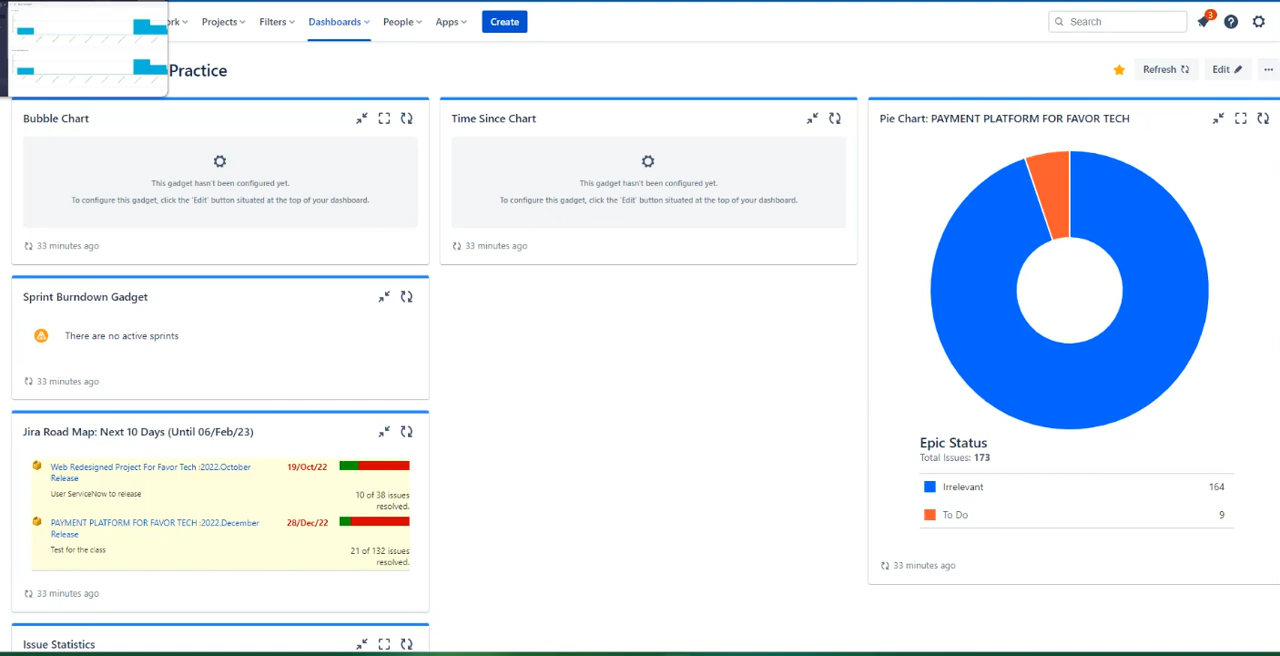 Projects
Filters
Dashboards
People
Apps
Create
Search
3
Practice
Refresh
Edit
Bubble Chart
This gadget hasn't been configured yet.
To configure this gadget, click the 'Edit' button situated at the top of your dashboard.
33 minutes ago
Time Since Chart
This gadget hasn't been configured yet.
To configure this gadget, click the 'Edit' button situated at the top of your dashboard.
33 minutes ago
Pie Chart: PAYMENT PLATFORM FOR FAVOR TECH
Epic Status
Total Issues: 173
Irrelevant 164
To Do 9
33 minutes ago
Sprint Burndown Gadget
There are no active sprints
33 minutes ago
Jira Road Map: Next 10 Days (Until 06/Feb/23)
Web Redesigned Project For Favor Tech :2022.October 19/Oct/22
Release
User ServiceNow to release 10 of 38 issues
resolved.
PAYMENT PLATFORM FOR FAVOR TECH :2022.December 28/Dec/22
Release
Test for the class 21 of 132 issues
resolved.
33 minutes ago
Issue Statistics